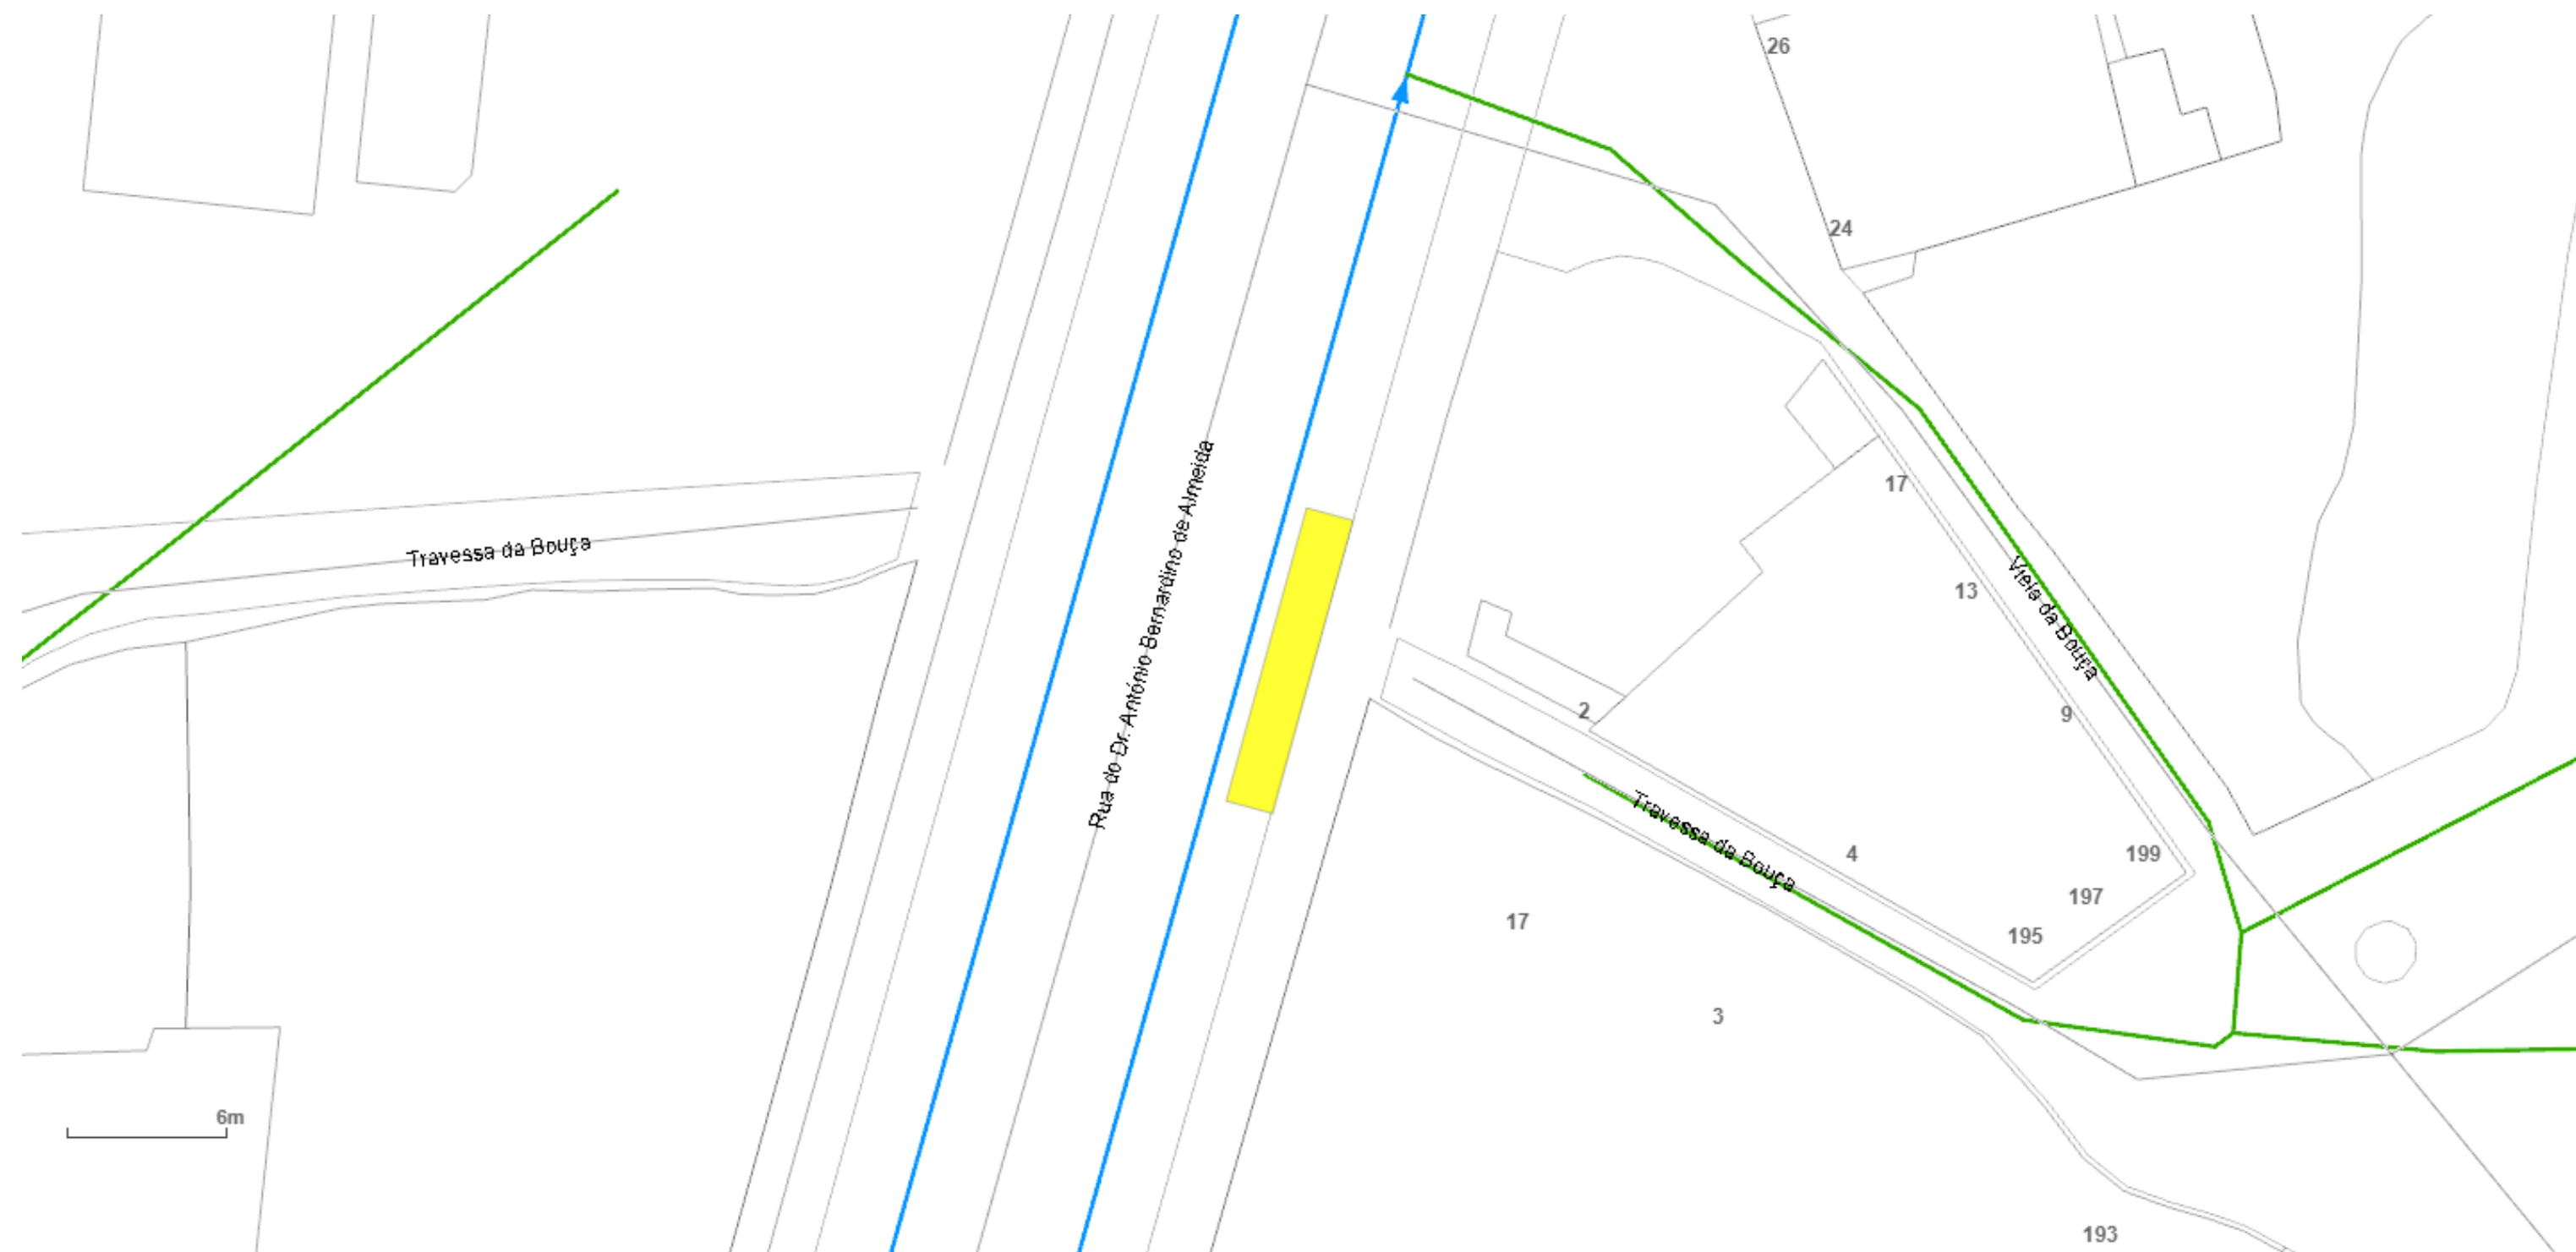 26
24
17
Travessa da Bouça
Rua do Dr. António Bernardino de Almeida
13
Viela da Bouça
2
9
Travessa da Bouça
4
199
197
17
195
3
6m
193